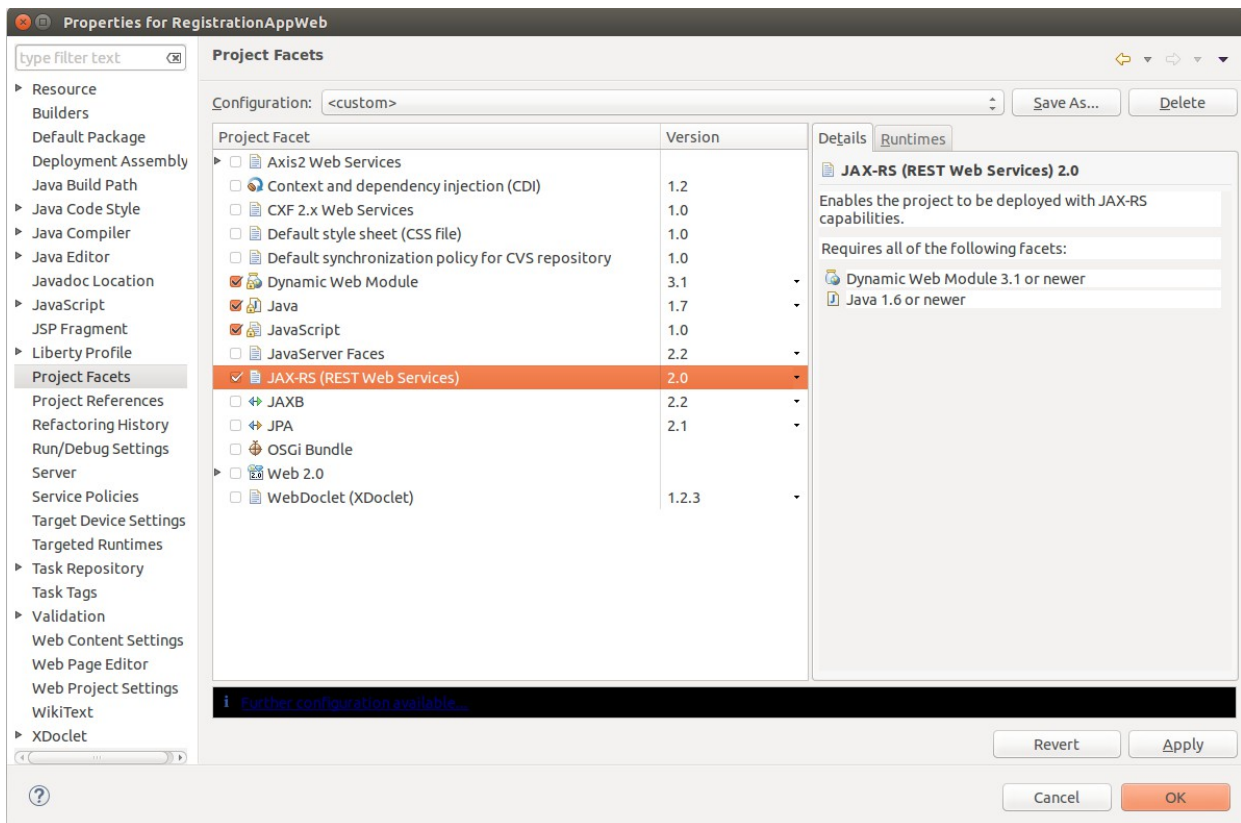 Properties for RegistrationAppWeb
type filter text
Resource
Builders
Default Package
Deployment Assembly
Java Build Path
Java Code Style
Java Compiler
Java Editor
Javadoc Location
JavaScript
JSP Fragment
Liberty Profile
Project Facets
Project References
Refactoring History
Run/Debug Settings
Server
Service Policies
Target Device Settings
Targeted Runtimes
Task Repository
Task Tags
Validation
Web Content Settings
Web Page Editor
Web Project Settings
WikiText
XDoclet
Project Facets
Configuration: <custom> Save As... Delete
Project Facet Version
Axis2 Web Services
Context and dependency injection (CDI) 1.2
CXF 2.x Web Services 1.0
Default style sheet (CSS file) 1.0
Default synchronization policy for CVS repository 1.0
Dynamic Web Module 3.1
Java 1.7
JavaScript 1.0
JavaServer Faces 2.2
JAX-RS (REST Web Services) 2.0
JAXB 2.2
JPA 2.1
OSGi Bundle
Web 2.0
WebDoclet (XDoclet) 1.2.3
Details Runtimes
JAX-RS (REST Web Services) 2.0
Enables the project to be deployed with JAX-RS
capabilities.
Requires all of the following facets:
Dynamic Web Module 3.1 or newer
Java 1.6 or newer
i Further configuration available...
Revert Apply
? Cancel OK